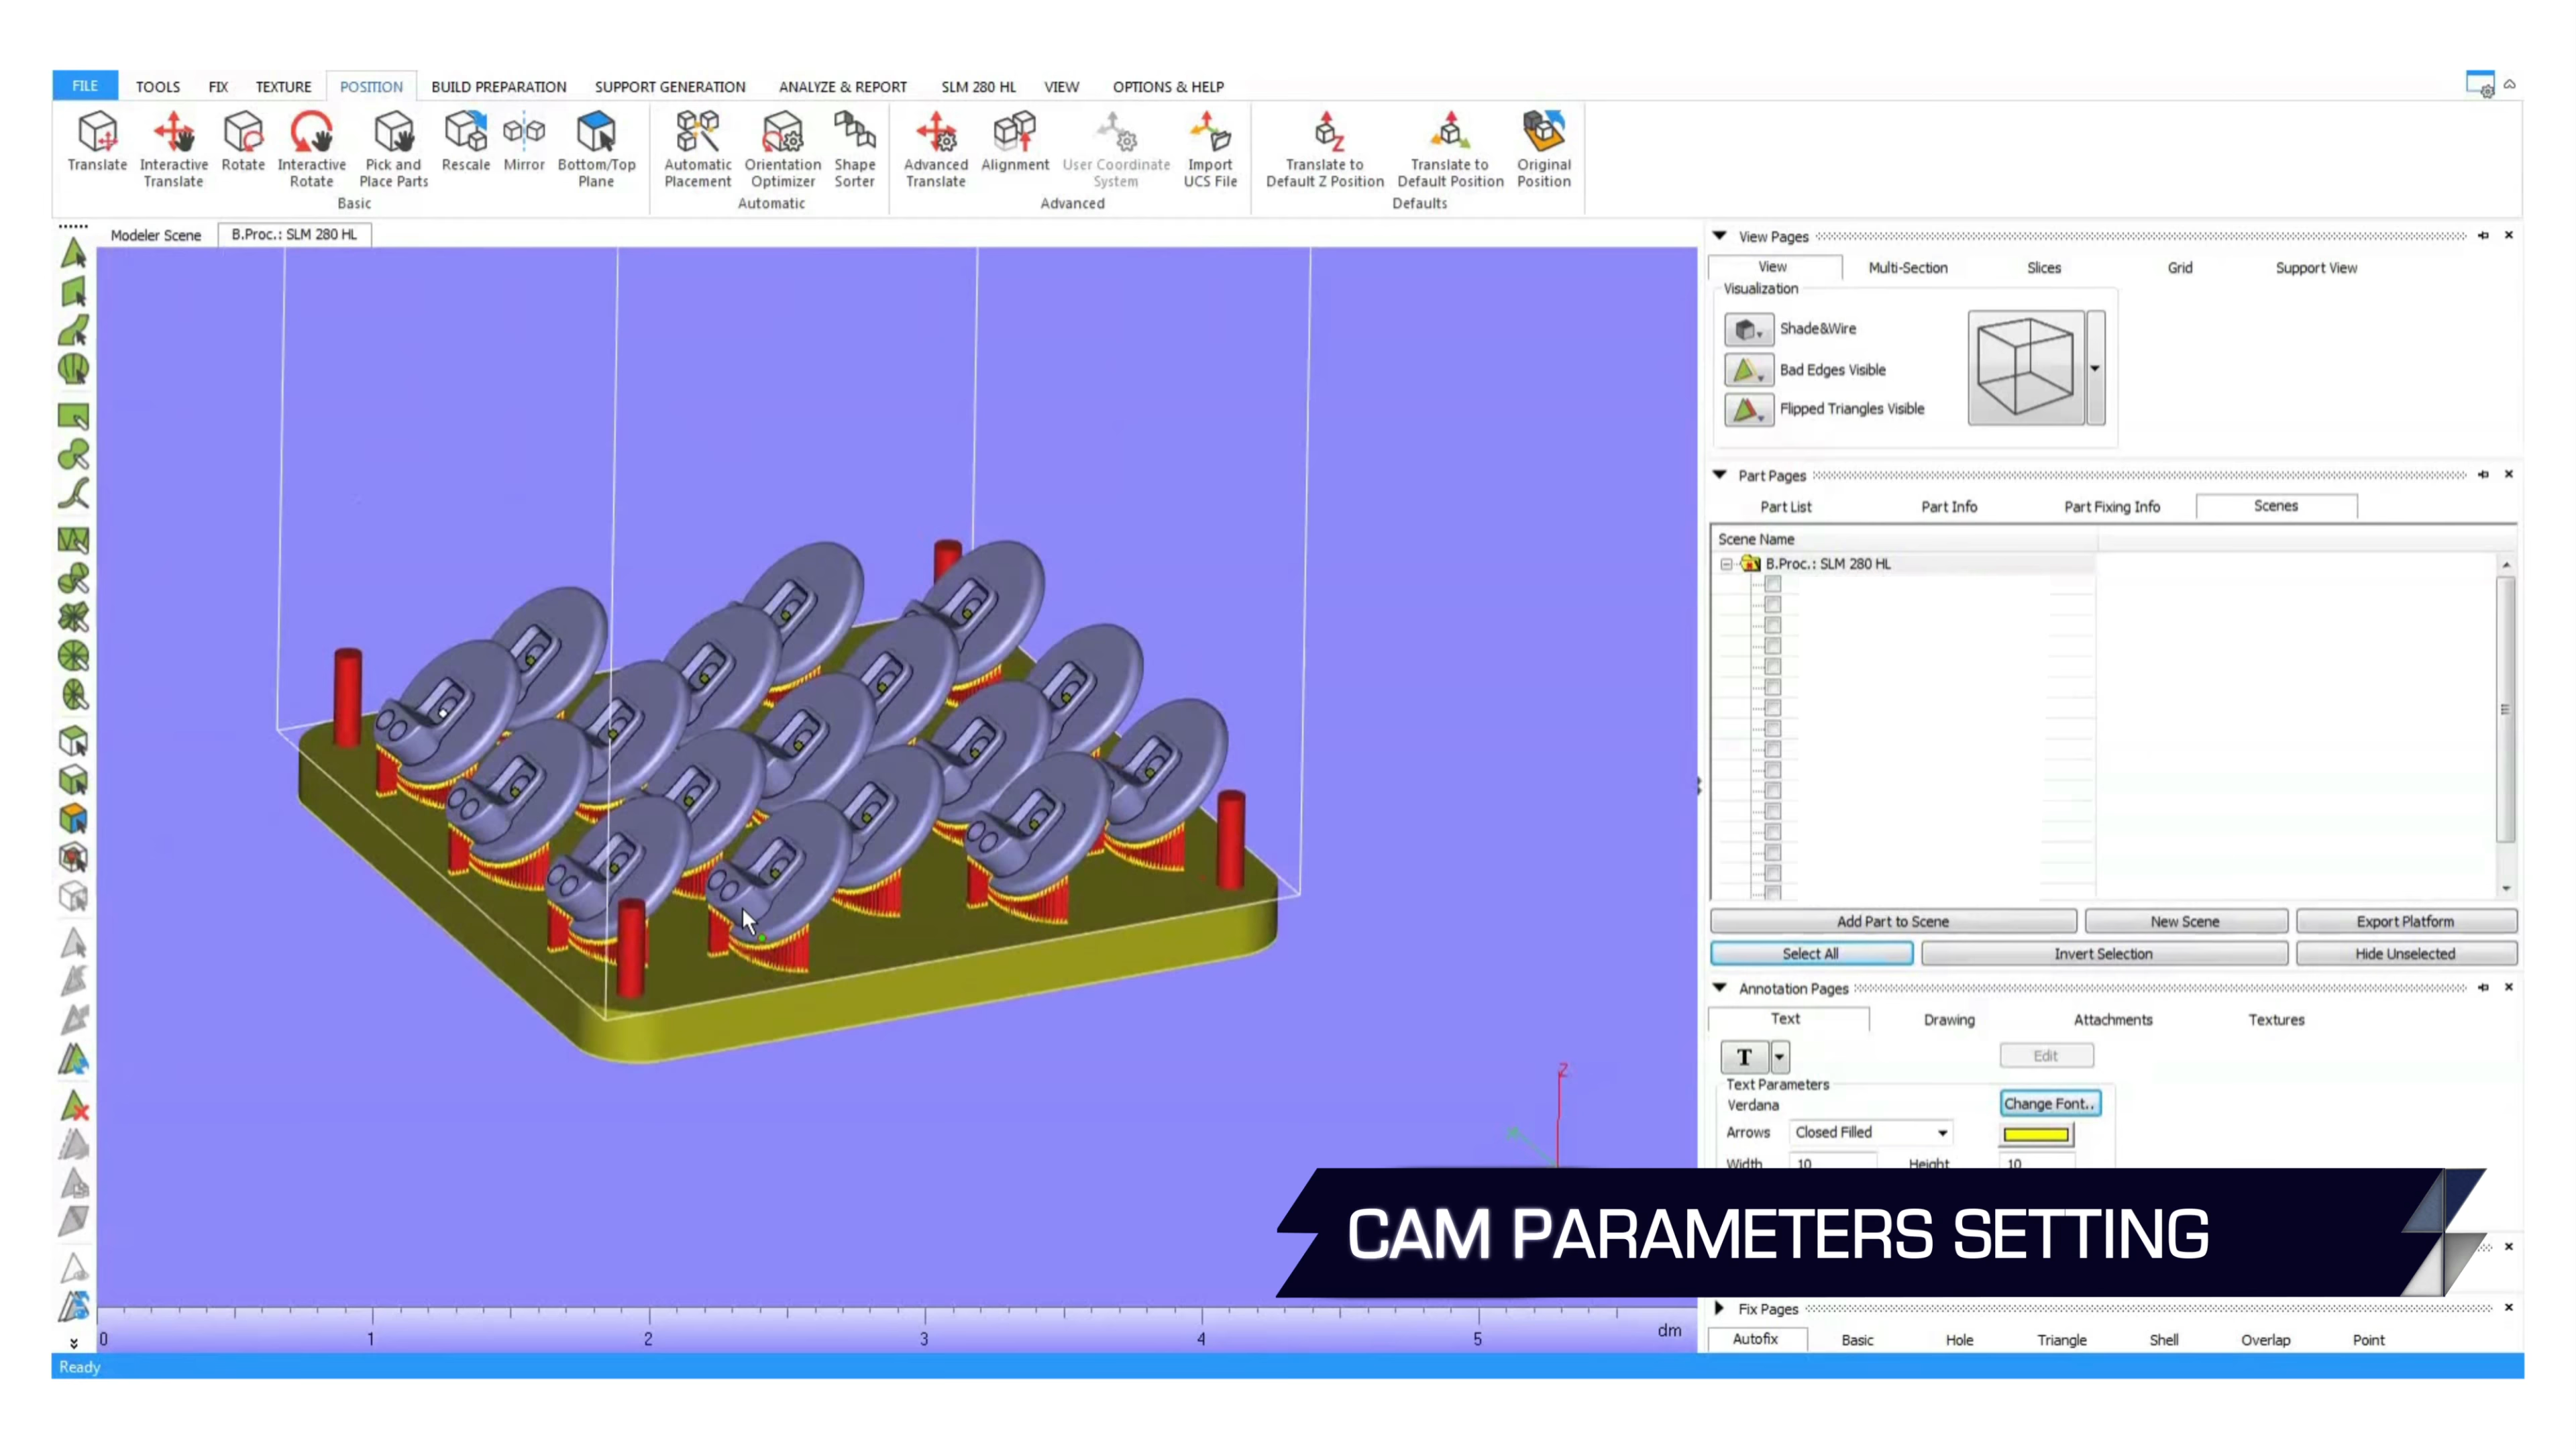 FILE TOOLS FIX TEXTURE POSITION BUILD PREPARATION SUPPORT GENERATION ANALYZE & REPORT SLM 280 HL VIEW OPTIONS & HELP
Translate Interactive Translate Rotate Interactive Rotate Pick and Place Parts Rescale Mirror Bottom/Top Plane
Basic
Automatic Placement Orientation Optimizer Shape Sorter
Automatic
Advanced Translate Alignment User Coordinate System Import UCS File
Advanced
Translate to Default Z Position Translate to Default Position Original Position
Defaults
Modeler Scene B.Proc.: SLM 280 HL
View Pages
View Multi-Section Slices Grid Support View
Visualization
Shade&Wire
Bad Edges Visible
Flipped Triangles Visible
Part Pages
Part List Part Info Part Fixing Info Scenes
Scene Name
B.Proc.: SLM 280 HL
Add Part to Scene New Scene Export Platform
Select All Invert Selection Hide Unselected
Annotation Pages
Text Drawing Attachments Textures
T Edit
Text Parameters
Verdana Change Font..
Arrows Closed Filled
Width 10 Height 10
Z
CAM PARAMETERS SETTING
Fix Pages
Autofix Basic Hole Triangle Shell Overlap Point
0 1 2 3 4 5 dm
Ready